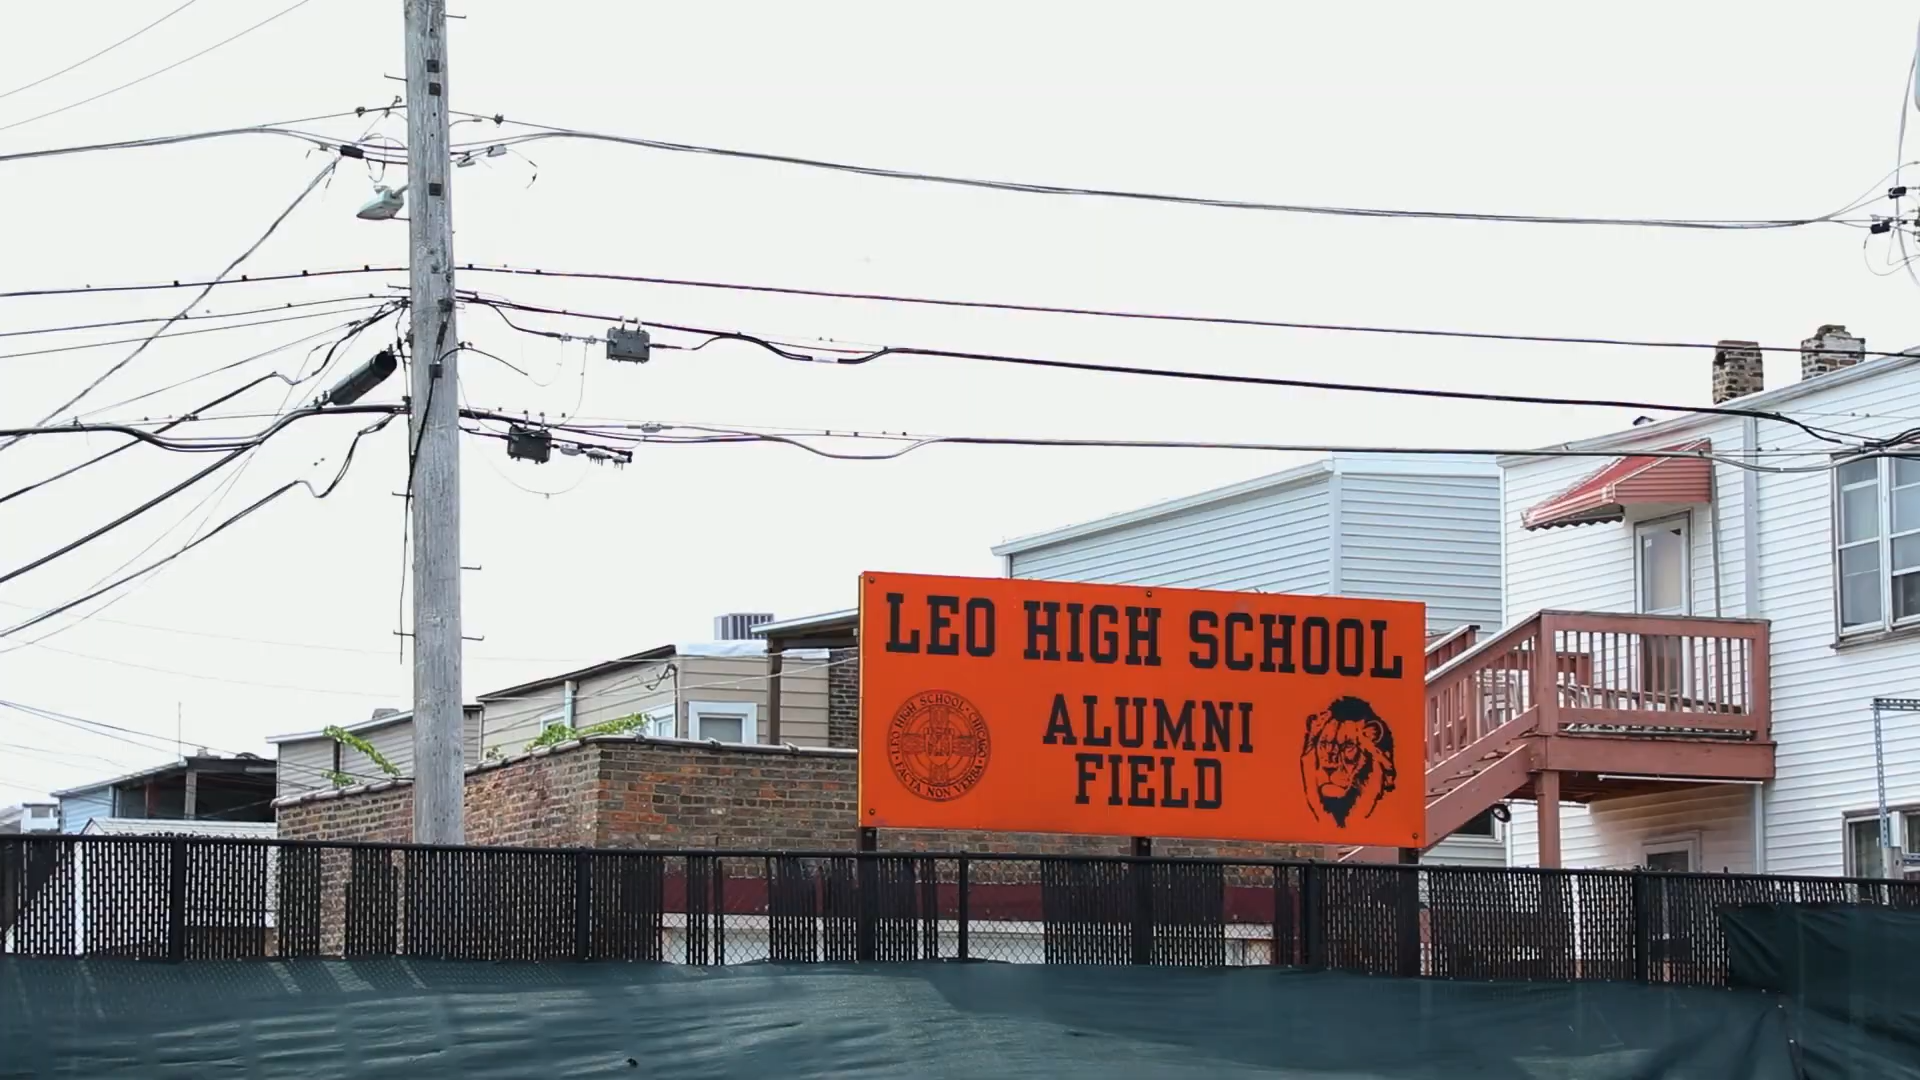 LEO HIGH SCHOOL
ALUMNI
FIELD
LEO HIGH SCHOOL · CHICAGO
· FACTA NON VERBA ·